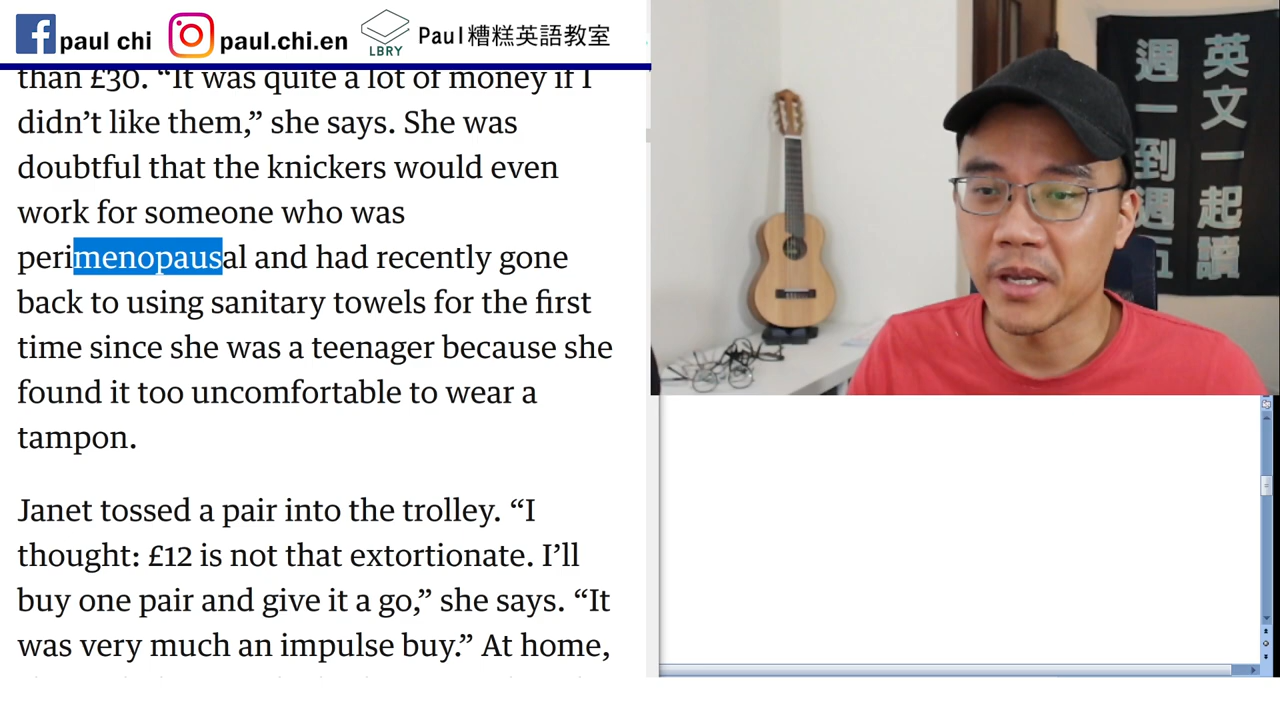 paul chi
paul.chi.en
LBRY
Paul糟糕英語教室
than £30. “It was quite a lot of money if I
didn’t like them,” she says. She was
doubtful that the knickers would even
work for someone who was
perimenopausal and had recently gone
back to using sanitary towels for the first
time since she was a teenager because she
found it too uncomfortable to wear a
tampon.
Janet tossed a pair into the trolley. “I
thought: £12 is not that extortionate. I’ll
buy one pair and give it a go,” she says. “It
was very much an impulse buy.” At home,
英文一起讀
週一到週五